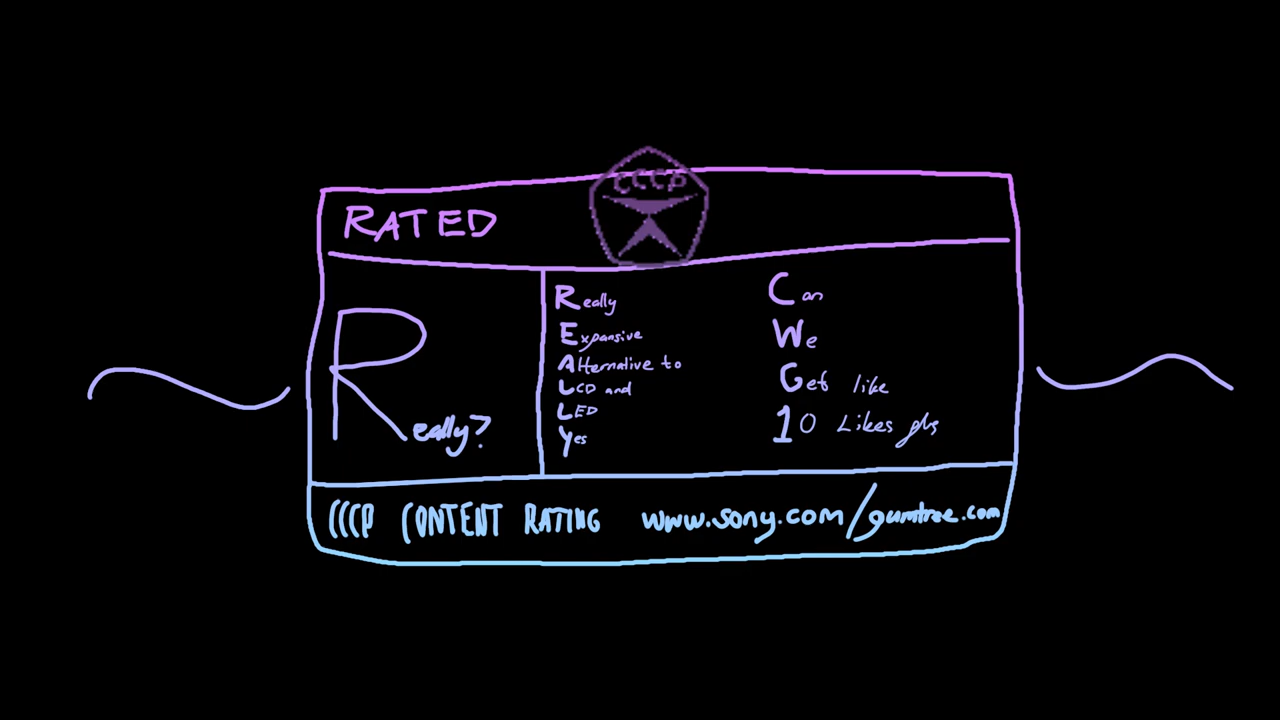 CCCP
RATED
Really?
Really
Expansive
Alternative to
LCD and
LED
Yes
Can
We
Get like
10 Likes pls
CCCP CONTENT RATING www.sony.com/gumtree.com